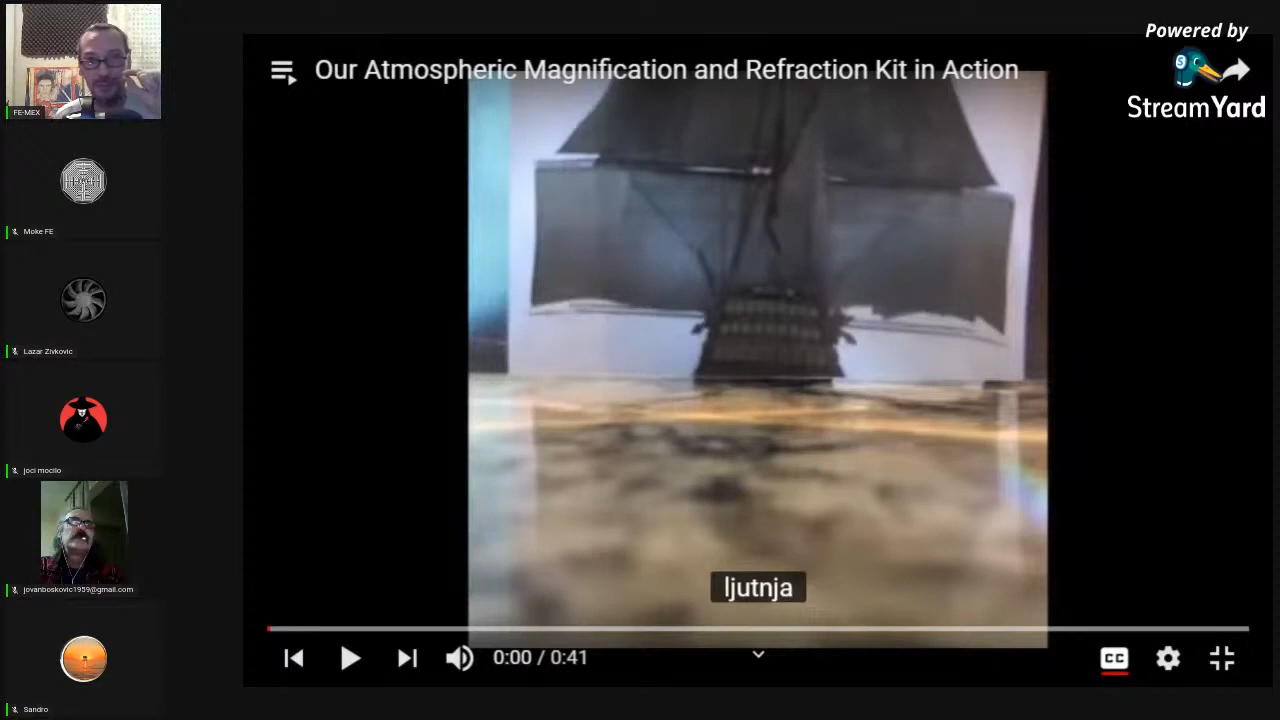 Powered by
StreamYard
Our Atmospheric Magnification and Refraction Kit in Action
FE-MEX
Moke FE
Lazar Zivkovic
joci mocilo
jovanboskovic1959@gmail.com
Sandro
ljutnja
0:00 / 0:41
CC